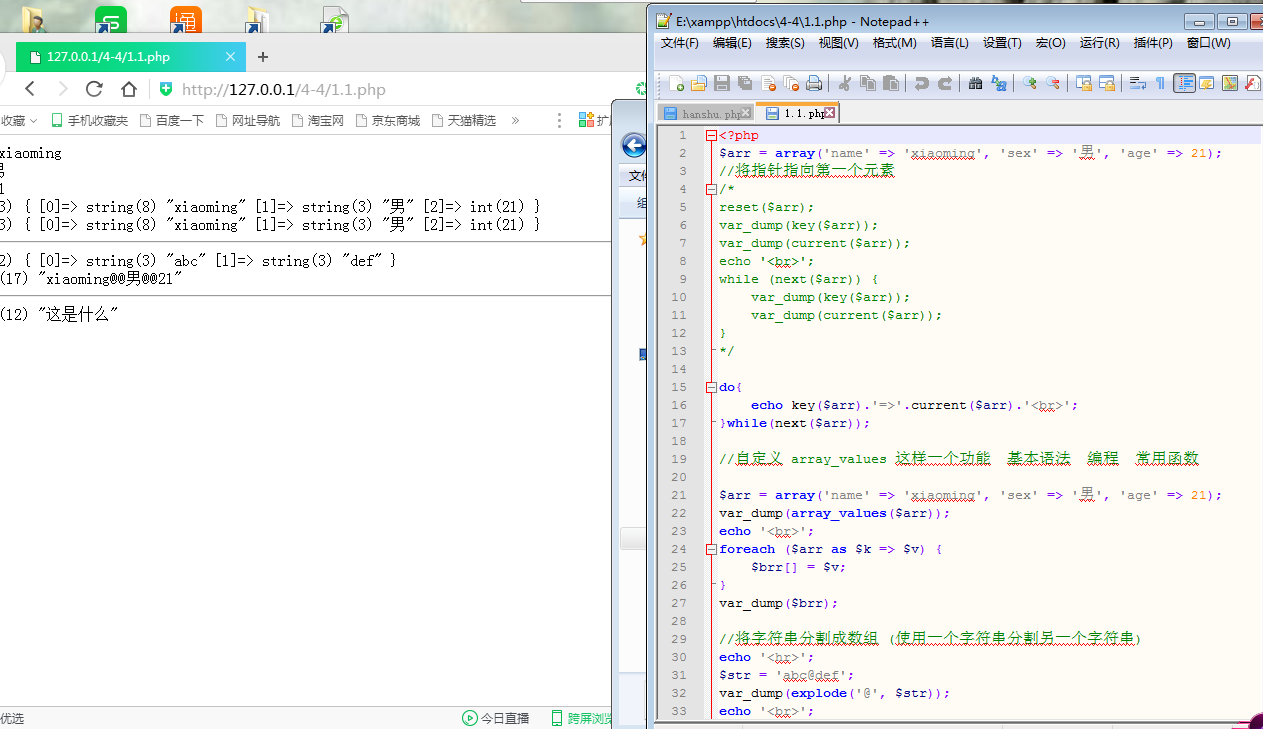 127.0.0.1/4-4/1.1.php
http://127.0.0.1/4-4/1.1.php
收藏
手机收藏夹
百度一下
网址导航
淘宝网
京东商城
天猫精选
»
扩
xiaoming
男
1
3) { [0]=> string(8) "xiaoming" [1]=> string(3) "男" [2]=> int(21) }
3) { [0]=> string(8) "xiaoming" [1]=> string(3) "男" [2]=> int(21) }
2) { [0]=> string(3) "abc" [1]=> string(3) "def" }
(17) "xiaoming@@男@@21"
(12) "这是什么"
优选
今日直播
跨屏浏览
文件
组
E:\xampp\htdocs\4-4\1.1.php - Notepad++
文件(F) 编辑(E) 搜索(S) 视图(V) 格式(M) 语言(L) 设置(T) 宏(O) 运行(R) 插件(P) 窗口(W)
hanshu.php
1.1.php
1 <?php
2 $arr = array('name' => 'xiaoming', 'sex' => '男', 'age' => 21);
3 //将指针指向第一个元素
4 /*
5 reset($arr);
6 var_dump(key($arr));
7 var_dump(current($arr));
8 echo '<br>';
9 while (next($arr)) {
10 var_dump(key($arr));
11 var_dump(current($arr));
12 }
13 */
14
15 do{
16 echo key($arr).'=>'.current($arr).'<br>';
17 }while(next($arr));
18
19 //自定义 array_values 这样一个功能 基本语法 编程 常用函数
20
21 $arr = array('name' => 'xiaoming', 'sex' => '男', 'age' => 21);
22 var_dump(array_values($arr));
23 echo '<br>';
24 foreach ($arr as $k => $v) {
25 $brr[] = $v;
26 }
27 var_dump($brr);
28
29 //将字符串分割成数组 (使用一个字符串分割另一个字符串)
30 echo '<hr>';
31 $str = 'abc@def';
32 var_dump(explode('@', $str));
33 echo '<br>';